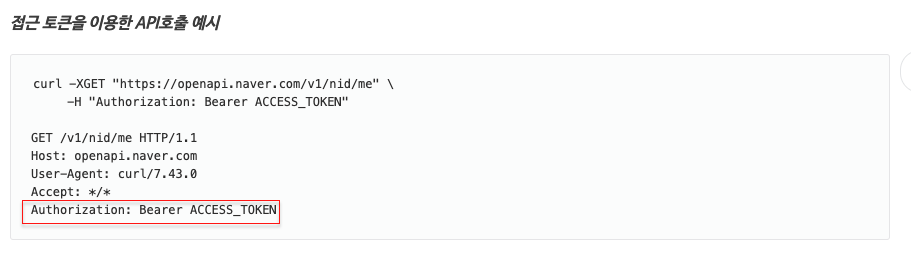 접근 토큰을 이용한 API호출 예시
curl -XGET "https://openapi.naver.com/v1/nid/me" \
-H "Authorization: Bearer ACCESS_TOKEN"
GET /v1/nid/me HTTP/1.1
Host: openapi.naver.com
User-Agent: curl/7.43.0
Accept: */*
Authorization: Bearer ACCESS_TOKEN